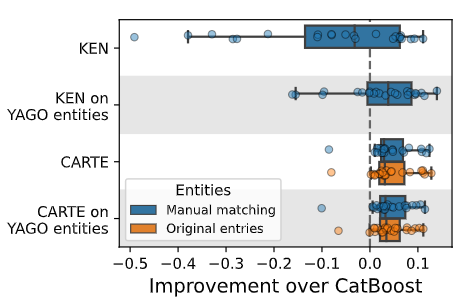 KEN
KEN on
YAGO entities
CARTE
CARTE on
YAGO entities
Entities
Manual matching
Original entries
−0.5 −0.4 −0.3 −0.2 −0.1 0.0 0.1
Improvement over CatBoost